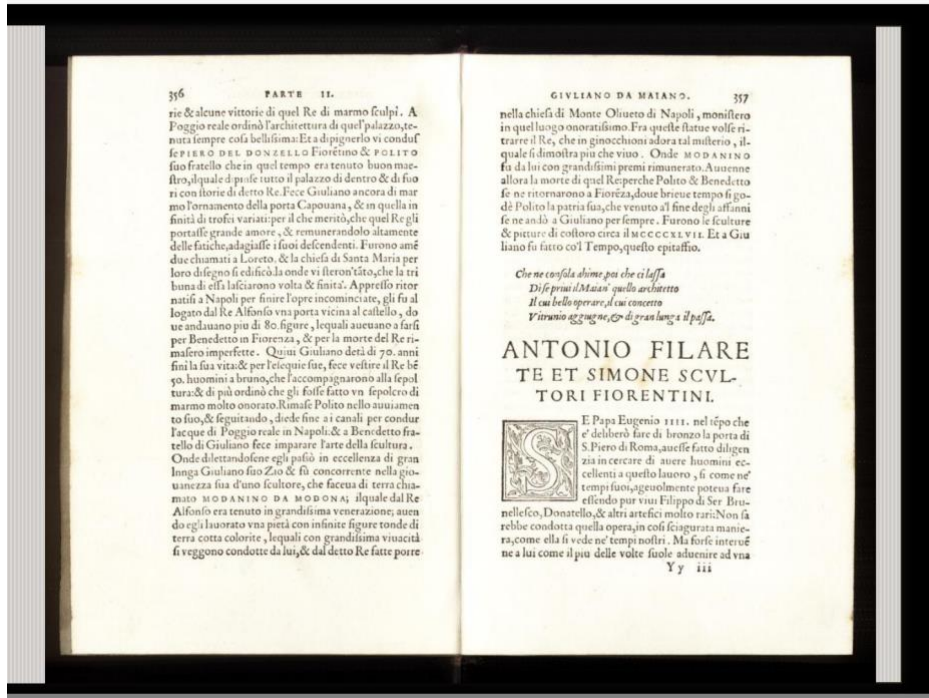 356 PARTE II.
rie & alcune vittorie di quel Re di marmo sculpì. A
Poggio reale ordinò l'architettura di quel palazzo, te-
nuta sempre cosa bellissima: Et a dipignerlo vi condus
se PIERO DEL DONZELLO Fiorẽtino & POLITO
suo fratello che in quel tempo era tenuto buon mae-
stro, ilquale dipinse tutto il palazzo di dentro & di fuo
ri con storie di detto Re. Fece Giuliano ancora di mar
mo l'ornamento della porta Capouana, & in quella in
finità di trofei variati: per il che meritò, che quel Re gli
portasse grande amore, & remunerandolo altamente
delle fatiche, adagiasse i suoi descendenti. Furono amẽ
due chiamati a Loreto. & la chiesa di Santa Maria per
loro disegno si edificò. la onde vi steron' tãto, che la tri
buna di essa lasciarono volta & finita. Appresso ritor
natisi a Napoli per finire l'opre incominciate, gli fu al
logato dal Re Alfonso vna porta vicina al castello, do
ue andauano piu di 80. figure, lequali aueuano a farsi
per Benedetto in Fiorenza, & per la morte del Re ri-
masero imperfette. Quiui Giuliano detà di 70. anni
finì la sua vita: & per l'esequie sue, fece vestire il Re bẽ
50. huomini a bruno, che l'accompagnarono alla sepol
tura: & di più ordinò che gli fosse fatto vn sepolcro di
marmo molto onorato. Rimase Polito nello auuiamen
to suo, & seguitando, diede fine a i canali per condur
l'acque di Poggio reale in Napoli: & a Benedetto fra-
tello di Giuliano fece imparare l'arte della scultura.
Onde dilettandosene egli passò in eccellenza di gran
lnnga Giuliano suo Zio & fù concorrente nella gio-
uanezza sua d'uno scultore, che faceua di terra chia-
mato MODANINO DA MODONA; ilquale dal Re
Alfonso era tenuto in grandissima venerazione; auen
do egli lauorato vna pietà con infinite figure tonde di
terra cotta colorite, lequali con grandissima viuacità
si veggono condotte da lui, & dal detto Re fatte porre
GIVLIANO DA MAIANO. 357
nella chiesa di Monte Oliueto di Napoli, monistero
in quel luogo onoratissimo. Fra queste statue volse ri-
trarre il Re, che in ginocchioni adora tal misterio, il-
quale si dimostra piu che viuo. Onde MODANINO
fu da lui con grandissimi premi rimunerato. Auuenne
allora la morte di quel Re: perche Polito & Benedetto
se ne ritornarono a Fiorẽza, doue brieue tempo si go-
dè Polito la patria sua, che venuto a'l fine degli affanni
se ne andò a Giuliano per sempre. Furono le sculture
& pitture di costoro circa il MCCCCXLVII. Et a Giu
liano fu fatto co'l Tempo, questo epitaffio.
Che ne consola ahime, poi che ci lassa
Di se priui il Maian' quello architetto
Il cui bello operare, il cui concetto
Vitruuio aggiugne, & di gran lunga il passa.
ANTONIO FILARE
TE ET SIMONE SCVL-
TORI FIORENTINI.
SE Papa Eugenio IIII. nel tẽpo che
e' deliberò fare di bronzo la porta di
S. Piero di Roma, auesse fatto diligen
zia in cercare di auere huomini ec-
cellenti a questo lauoro, si come ne'
tempi suoi, ageuolmente poteua fare
essendo pur viui Filippo di Ser Bru-
nellesco, Donatello, & altri artefici molto rari: Non sa
rebbe condotta quella opera, in cosi sciagurata manie-
ra, come ella si vede ne' tempi nostri. Ma forse interuẽ
ne a lui come il piu delle volte suole aduenire ad vna
Yy iii